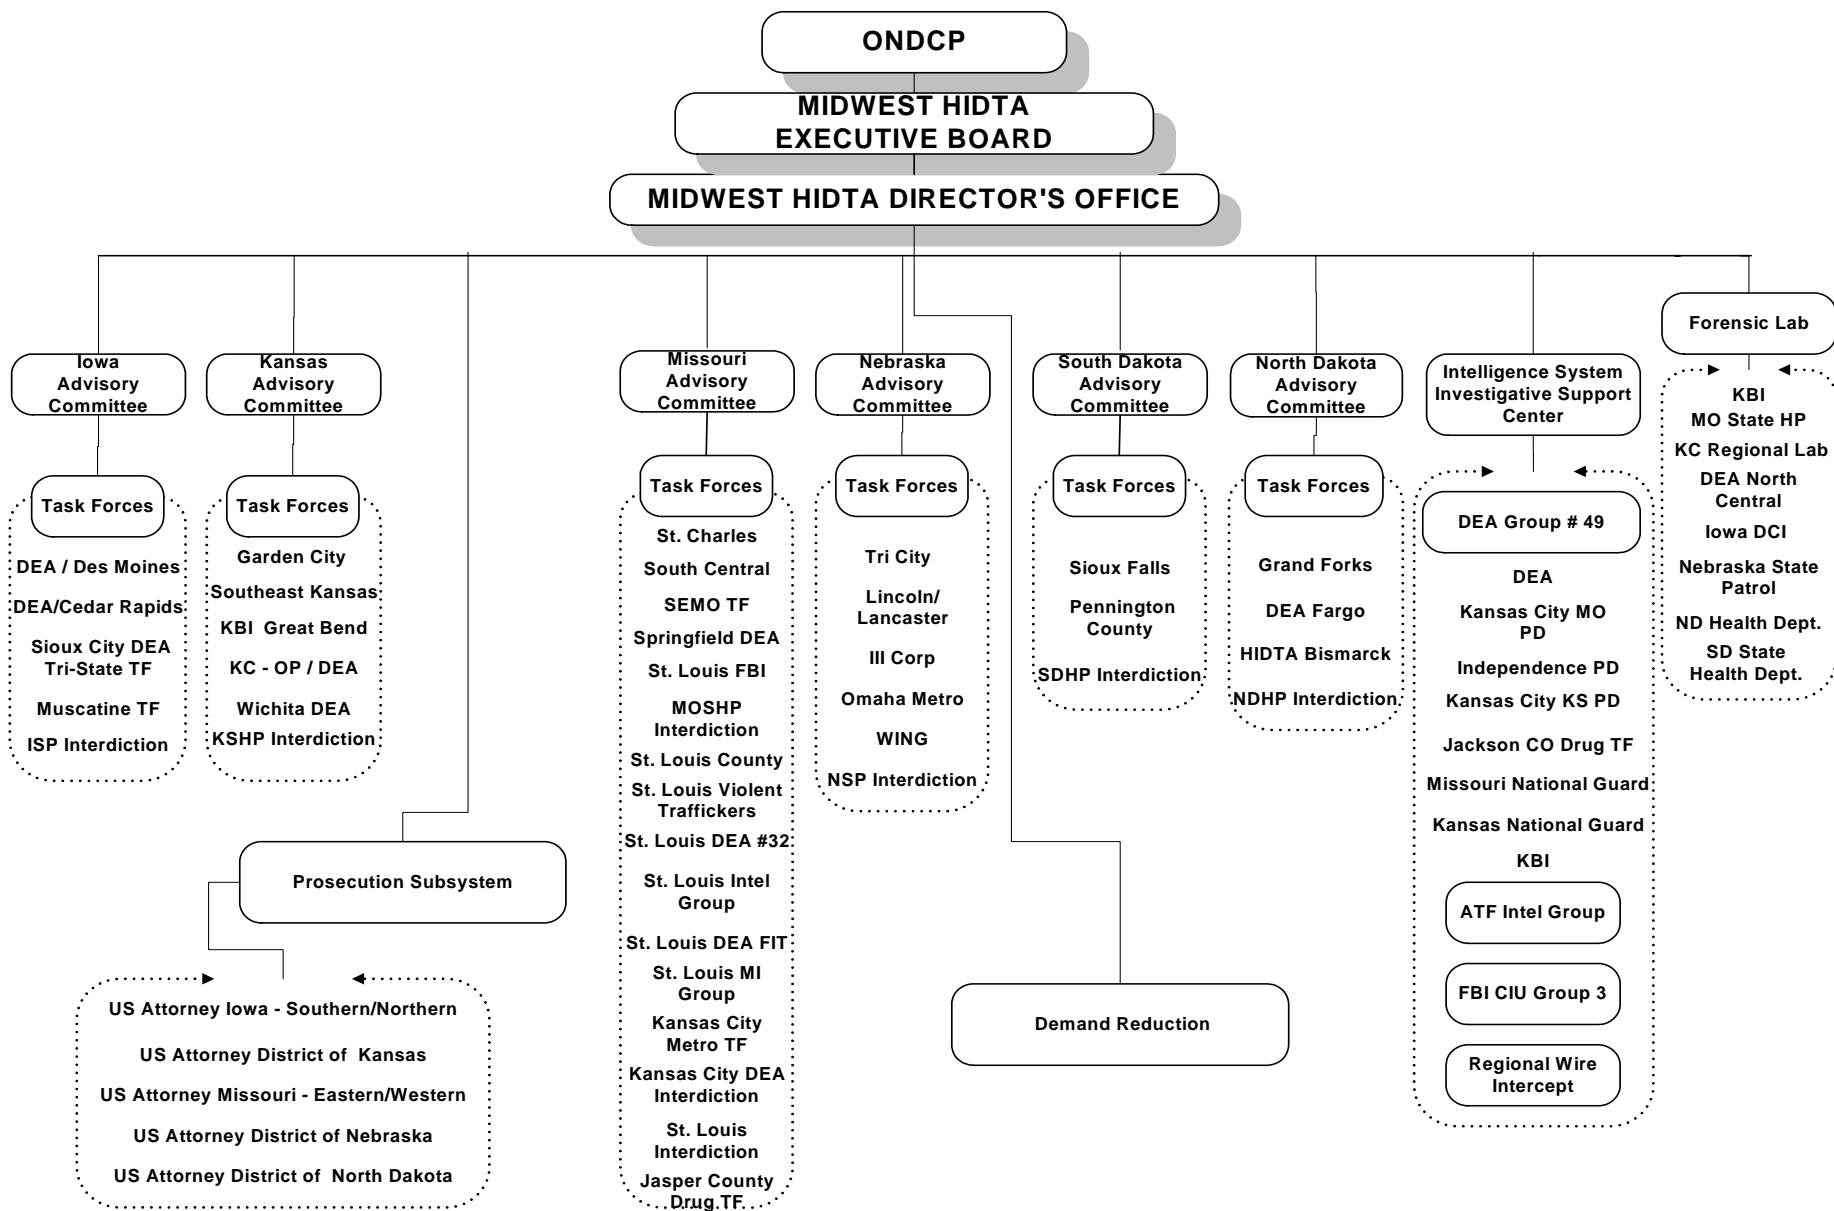 ONDCP
MIDWEST HIDTA
EXECUTIVE BOARD
MIDWEST HIDTA DIRECTOR'S OFFICE
Iowa
Advisory
Committee
Task Forces
DEA / Des Moines
DEA/Cedar Rapids
Sioux City DEA
Tri-State TF
Muscatine TF
ISP Interdiction
Kansas
Advisory
Committee
Task Forces
Garden City
Southeast Kansas
KBI Great Bend
KC - OP / DEA
Wichita DEA
KSHP Interdiction
Prosecution Subsystem
US Attorney Iowa - Southern/Northern
US Attorney District of Kansas
US Attorney Missouri - Eastern/Western
US Attorney District of Nebraska
US Attorney District of North Dakota
Missouri
Advisory
Committee
Task Forces
St. Charles
South Central
SEMO TF
Springfield DEA
St. Louis FBI
MOSHP
Interdiction
St. Louis County
St. Louis Violent
Traffickers
St. Louis DEA #32
St. Louis Intel
Group
St. Louis DEA FIT
St. Louis MI
Group
Kansas City
Metro TF
Kansas City DEA
Interdiction
St. Louis
Interdiction
Jasper County
Drug TF
Nebraska
Advisory
Committee
Task Forces
Tri City
Lincoln/
Lancaster
III Corp
Omaha Metro
WING
NSP Interdiction
Demand Reduction
South Dakota
Advisory
Committee
Task Forces
Sioux Falls
Pennington
County
SDHP Interdiction
North Dakota
Advisory
Committee
Task Forces
Grand Forks
DEA Fargo
HIDTA Bismarck
NDHP Interdiction
Intelligence System
Investigative Support
Center
DEA Group # 49
DEA
Kansas City MO
PD
Independence PD
Kansas City KS PD
Jackson CO Drug TF
Missouri National Guard
Kansas National Guard
KBI
ATF Intel Group
FBI CIU Group 3
Regional Wire
Intercept
Forensic Lab
KBI
MO State HP
KC Regional Lab
DEA North
Central
Iowa DCI
Nebraska State
Patrol
ND Health Dept.
SD State
Health Dept.